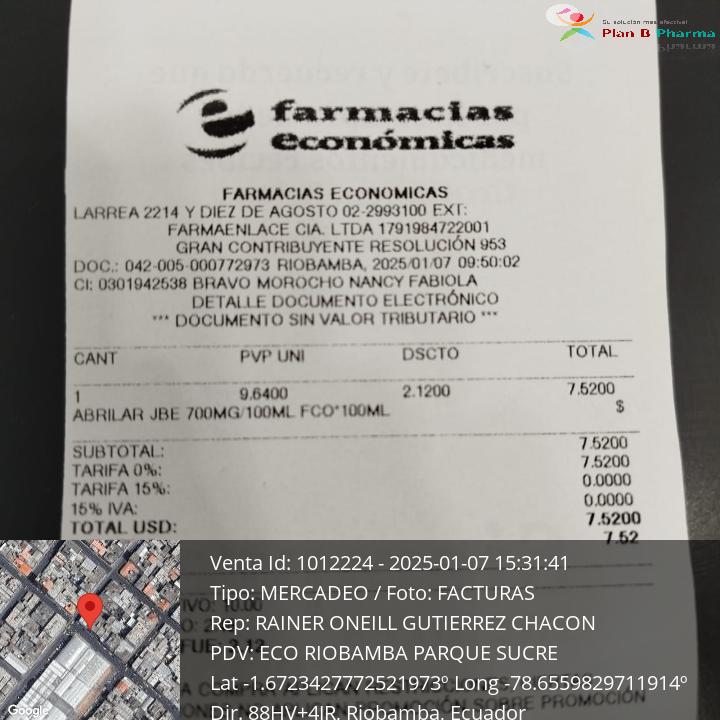 Su solución más efectiva!
Plan B Pharma
farmacias
económicas
FARMACIAS ECONOMICAS
LARREA 2214 Y DIEZ DE AGOSTO 02-2993100 EXT:
FARMAENLACE CIA. LTDA 1791984722001
GRAN CONTRIBUYENTE RESOLUCIÓN 953
DOC.: 042-005-000772973 RIOBAMBA, 2025/01/07 09:50:02
CI: 0301942538 BRAVO MOROCHO NANCY FABIOLA
DETALLE DOCUMENTO ELECTRÓNICO
*** DOCUMENTO SIN VALOR TRIBUTARIO ***
CANT PVP UNI DSCTO TOTAL
1 9.6400 2.1200 7.5200
ABRILAR JBE 700MG/100ML FCO*100ML $
SUBTOTAL: 7.5200
TARIFA 0%: 7.5200
TARIFA 15%: 0.0000
15% IVA: 0.0000
TOTAL USD: 7.5200
7.52
Venta Id: 1012224 - 2025-01-07 15:31:41
Tipo: MERCADEO / Foto: FACTURAS
Rep: RAINER ONEILL GUTIERREZ CHACON
PDV: ECO RIOBAMBA PARQUE SUCRE
Lat -1.6723427772521973º Long -78.6559829711914º
Dir. 88HV+4JR, Riobamba, Ecuador
Google